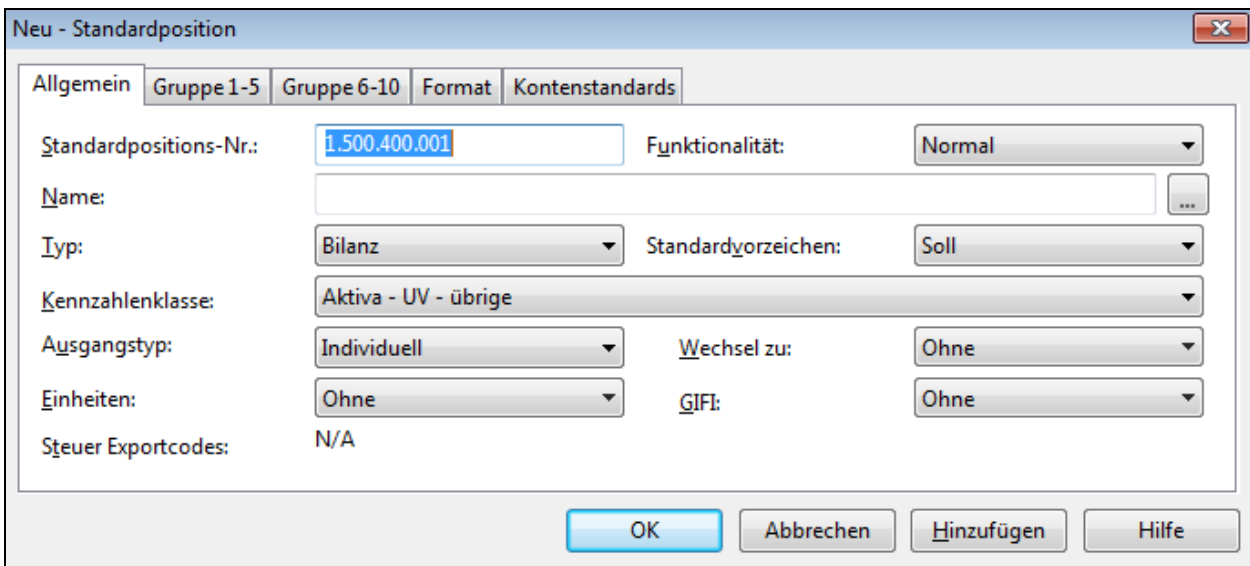 Neu - Standardposition
Allgemein Gruppe 1-5 Gruppe 6-10 Format Kontenstandards
Standardpositions-Nr.: 1.500.400.001 Funktionalität: Normal
Name: ...
Typ: Bilanz Standardvorzeichen: Soll
Kennzahlenklasse: Aktiva - UV - übrige
Ausgangstyp: Individuell Wechsel zu: Ohne
Einheiten: Ohne GIFI: Ohne
Steuer Exportcodes: N/A
OK Abbrechen Hinzufügen Hilfe